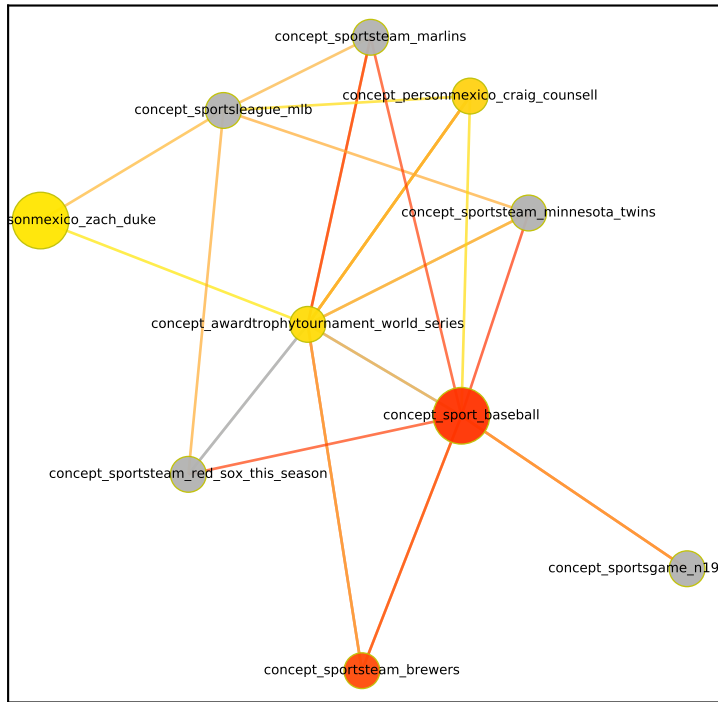 concept_sportsteam_marlins
concept_personmexico_craig_counsell
concept_sportsleague_mlb
concept_sportsteam_minnesota_twins
sonmexico_zach_duke
concept_awardtrophytournament_world_series
concept_sport_baseball
concept_sportsteam_red_sox_this_season
concept_sportsgame_n19
concept_sportsteam_brewers